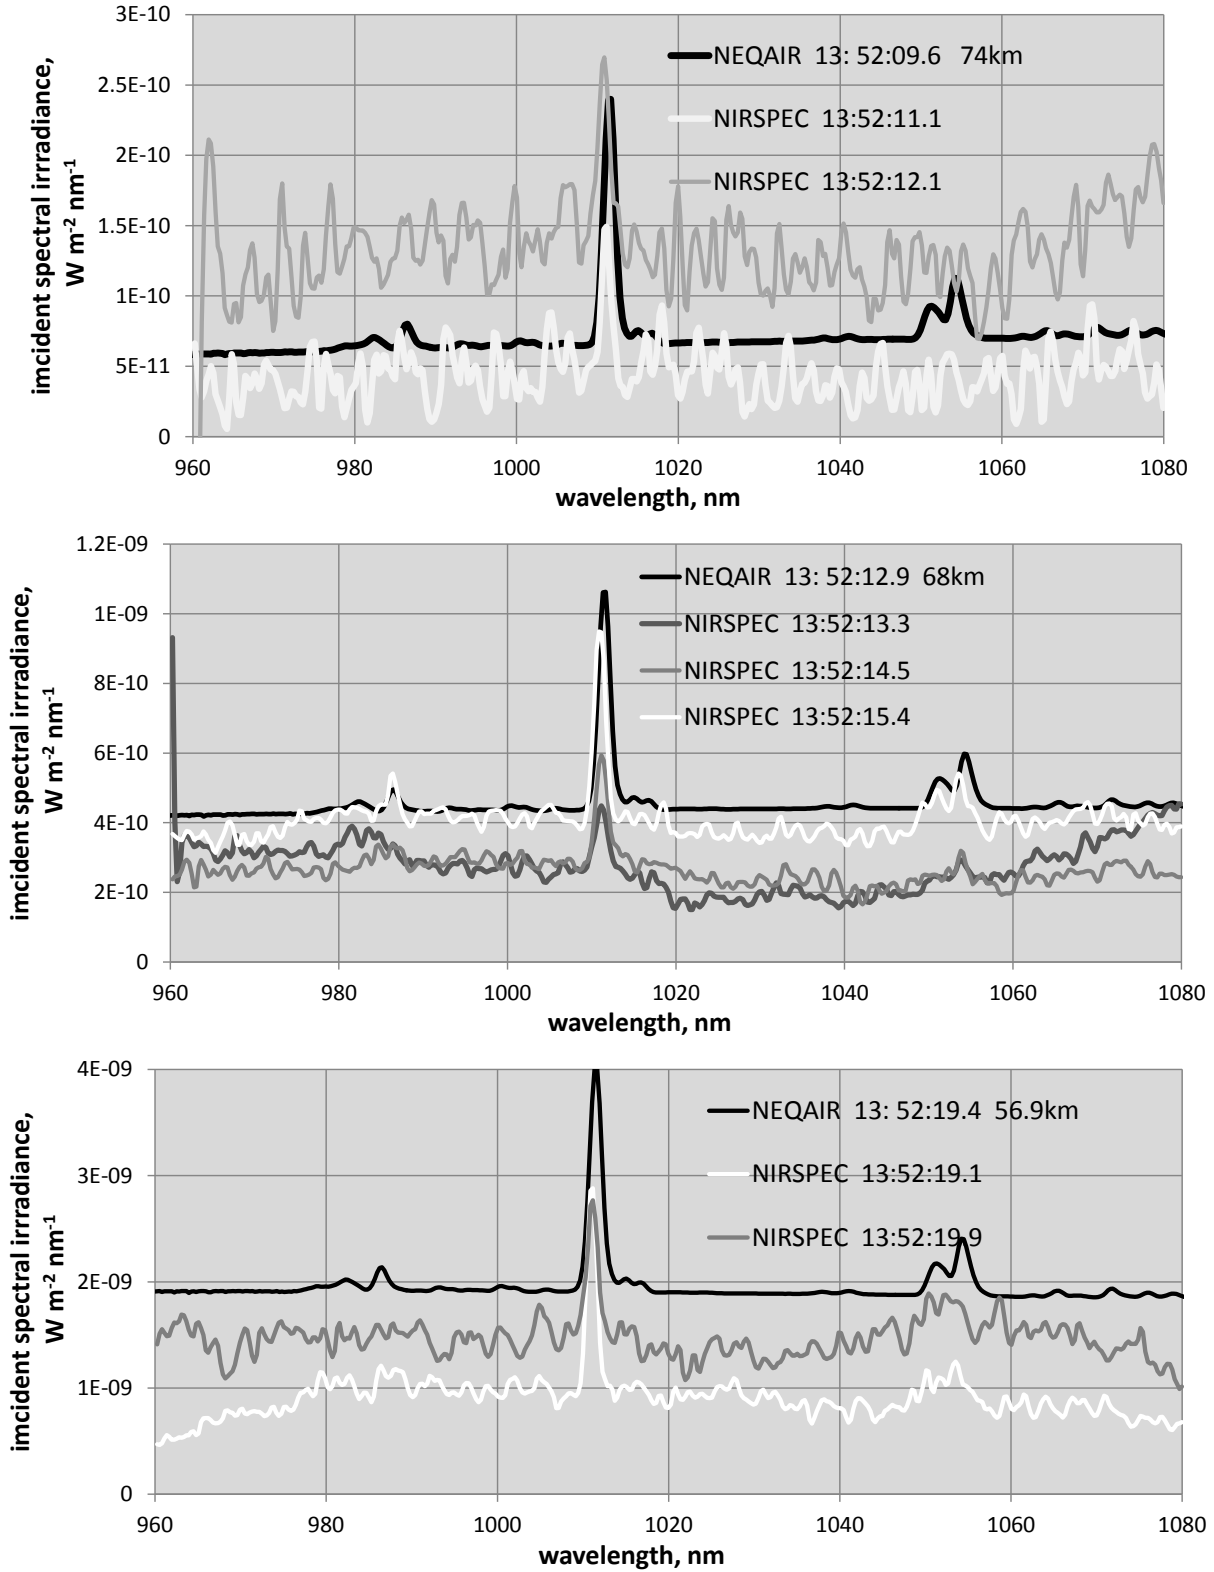 3E-10
2.5E-10
2E-10
1.5E-10
1E-10
5E-11
0
imcident spectral irrradiance,
W m-2 nm-1
NEQAIR 13: 52:09.6 74km
NIRSPEC 13:52:11.1
NIRSPEC 13:52:12.1
960 980 1000 1020 1040 1060 1080
wavelength, nm
1.2E-09
1E-09
8E-10
6E-10
4E-10
2E-10
0
imcident spectral irrradiance,
W m-2 nm-1
NEQAIR 13: 52:12.9 68km
NIRSPEC 13:52:13.3
NIRSPEC 13:52:14.5
NIRSPEC 13:52:15.4
960 980 1000 1020 1040 1060 1080
wavelength, nm
4E-09
3E-09
2E-09
1E-09
0
imcident spectral irrradiance,
W m-2 nm-1
NEQAIR 13: 52:19.4 56.9km
NIRSPEC 13:52:19.1
NIRSPEC 13:52:19.9
960 980 1000 1020 1040 1060 1080
wavelength, nm